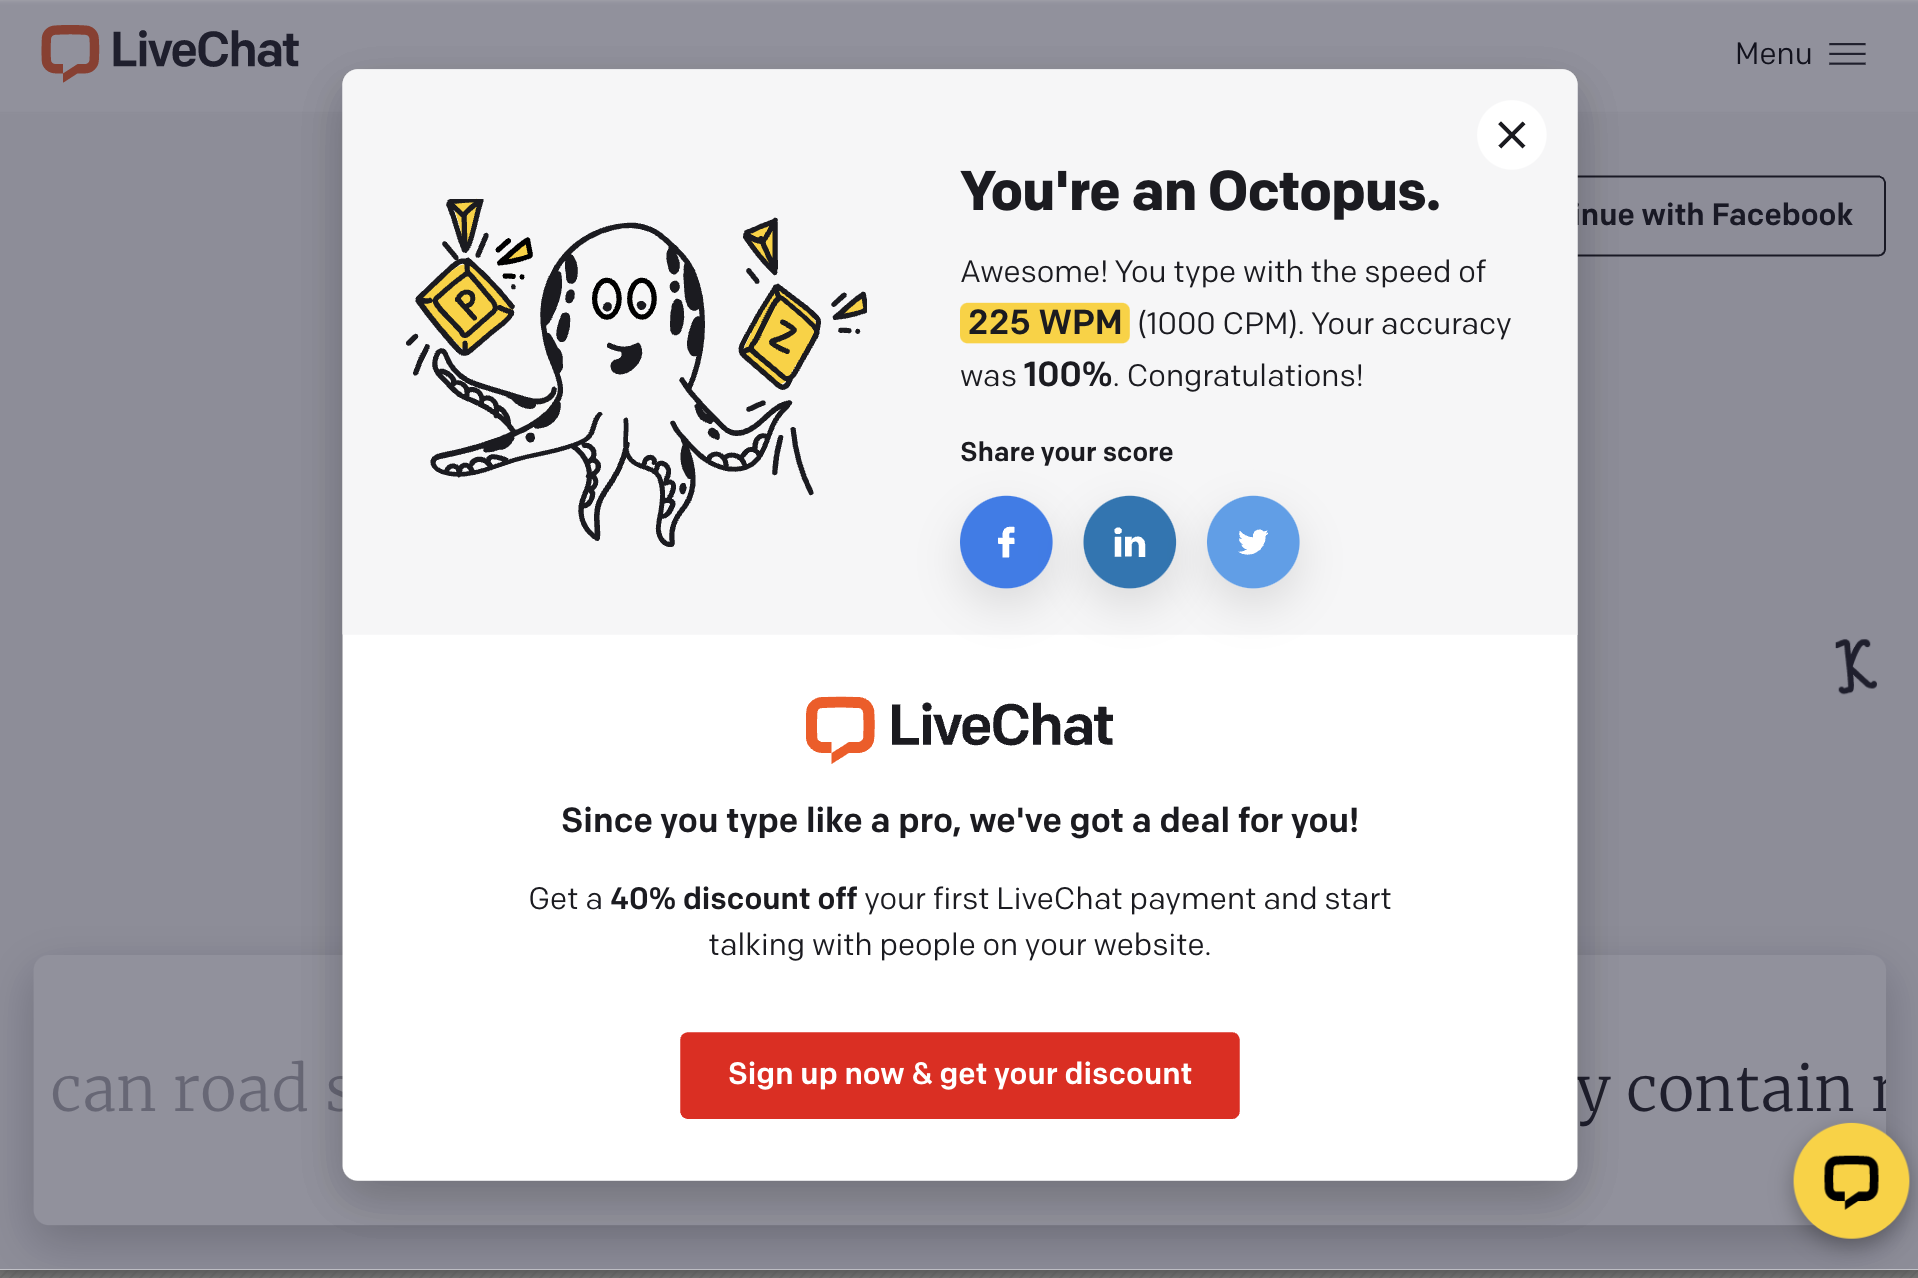 LiveChat
Menu
You're an Octopus.
inue with Facebook
Awesome! You type with the speed of
225 WPM (1000 CPM). Your accuracy
was 100%. Congratulations!
P
Z
Share your score
f
in
LiveChat
Since you type like a pro, we've got a deal for you!
Get a 40% discount off your first LiveChat payment and start
talking with people on your website.
can road s
y contain
Sign up now & get your discount